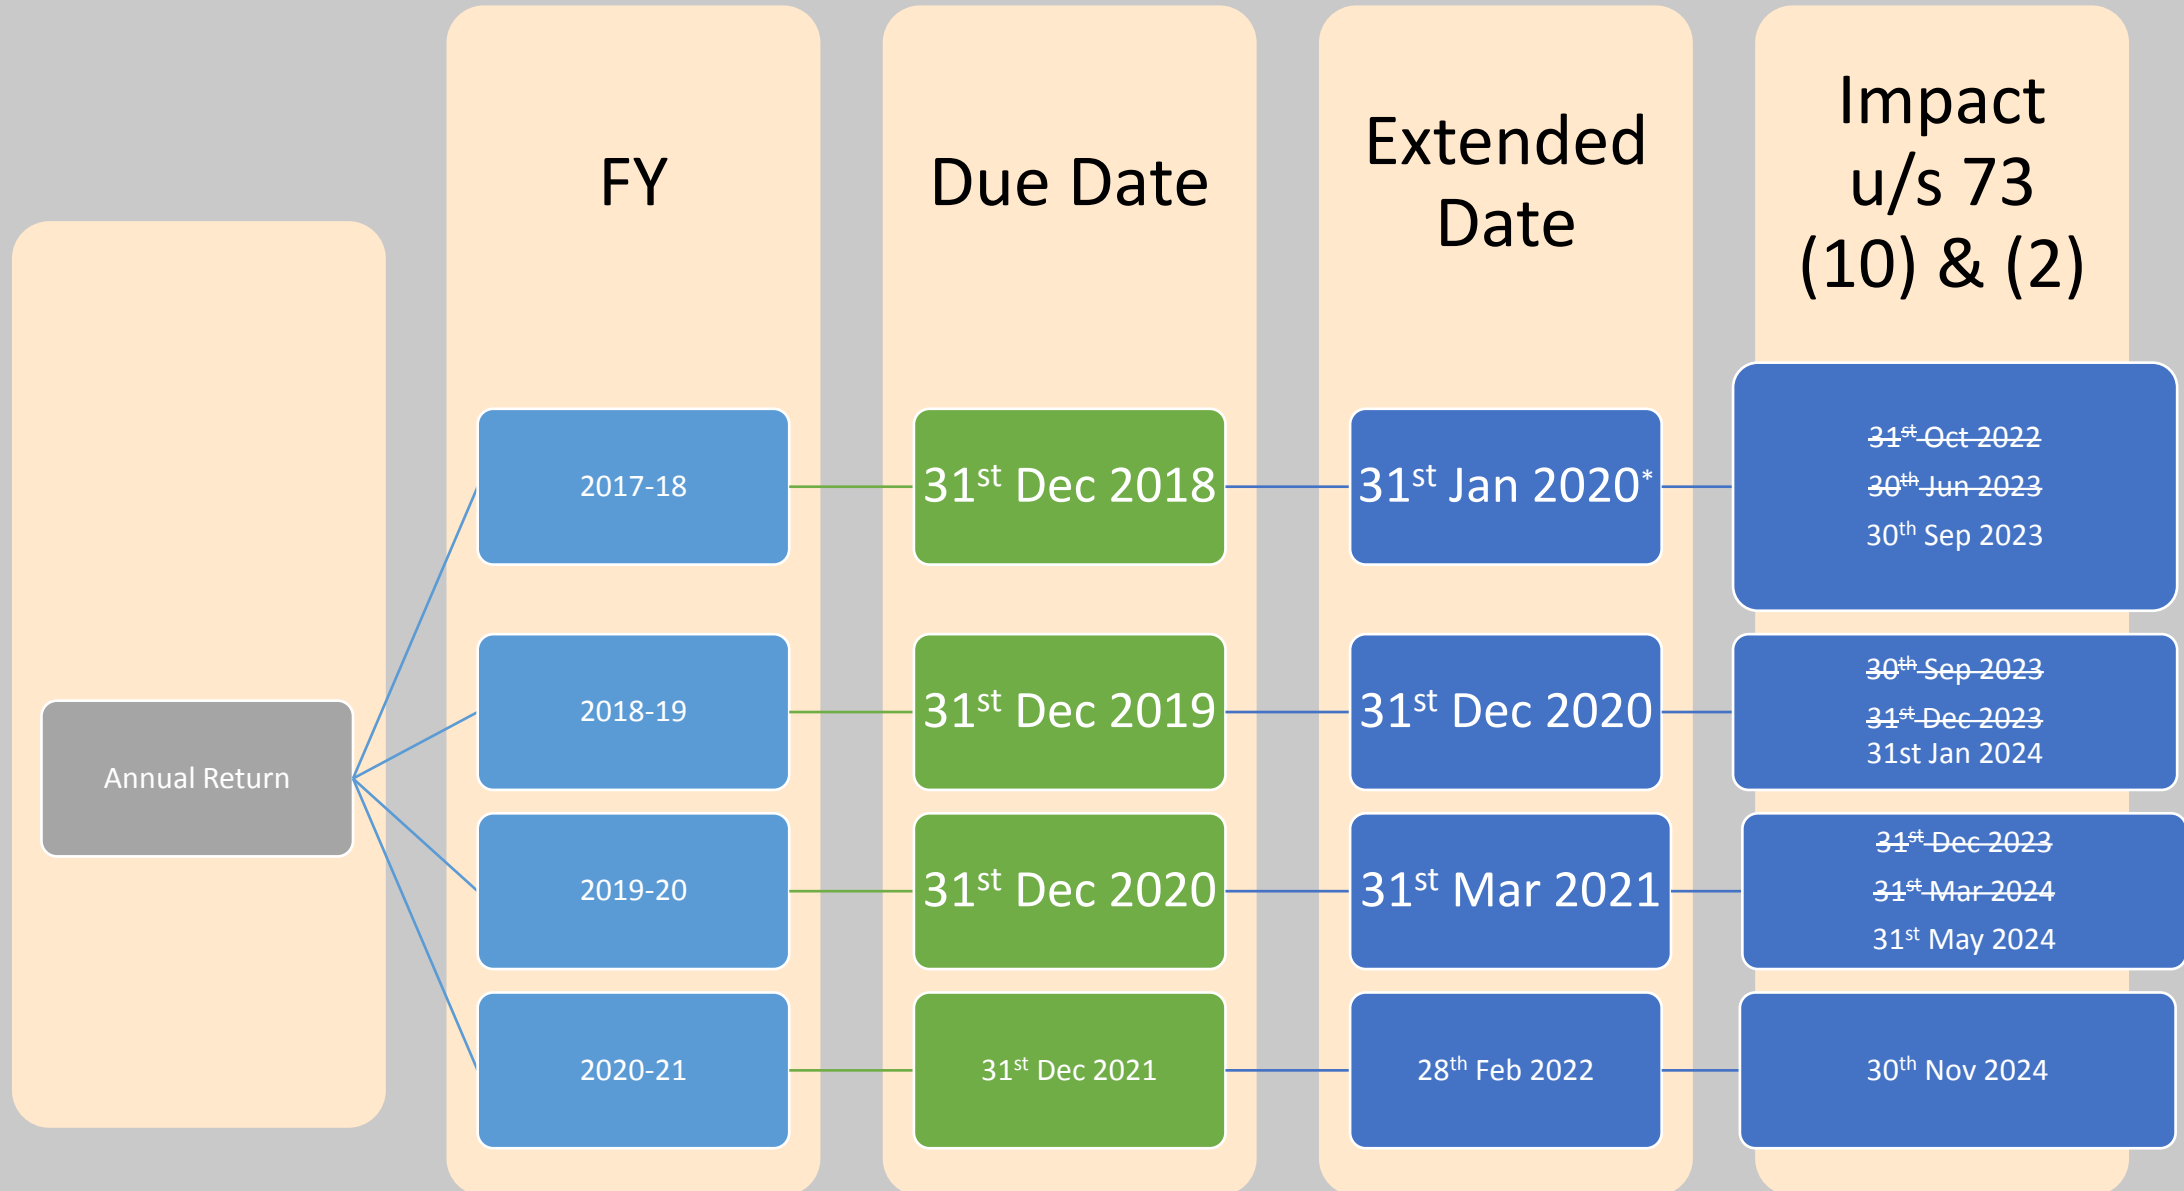 FY
Due Date
Extended
Date
Impact
u/s 73
(10) & (2)
Annual Return
2017-18
31st Dec 2018
31st Jan 2020*
31st Oct 2022
30th Jun 2023
30th Sep 2023
2018-19
31st Dec 2019
31st Dec 2020
30th Sep 2023
31st Dec 2023
31st Jan 2024
2019-20
31st Dec 2020
31st Mar 2021
31st Dec 2023
31st Mar 2024
31st May 2024
2020-21
31st Dec 2021
28th Feb 2022
30th Nov 2024